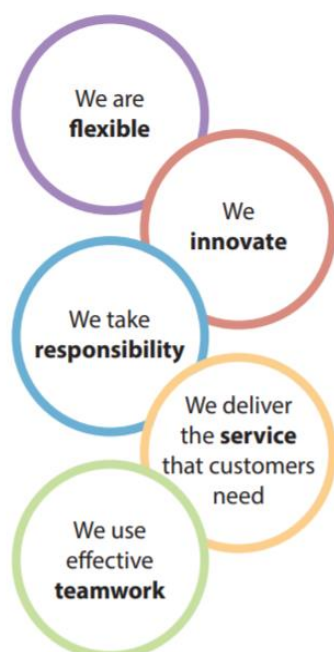 We are
flexible
We
innovate
We take
responsibility
We deliver
the service
that customers
need
We use
effective
teamwork